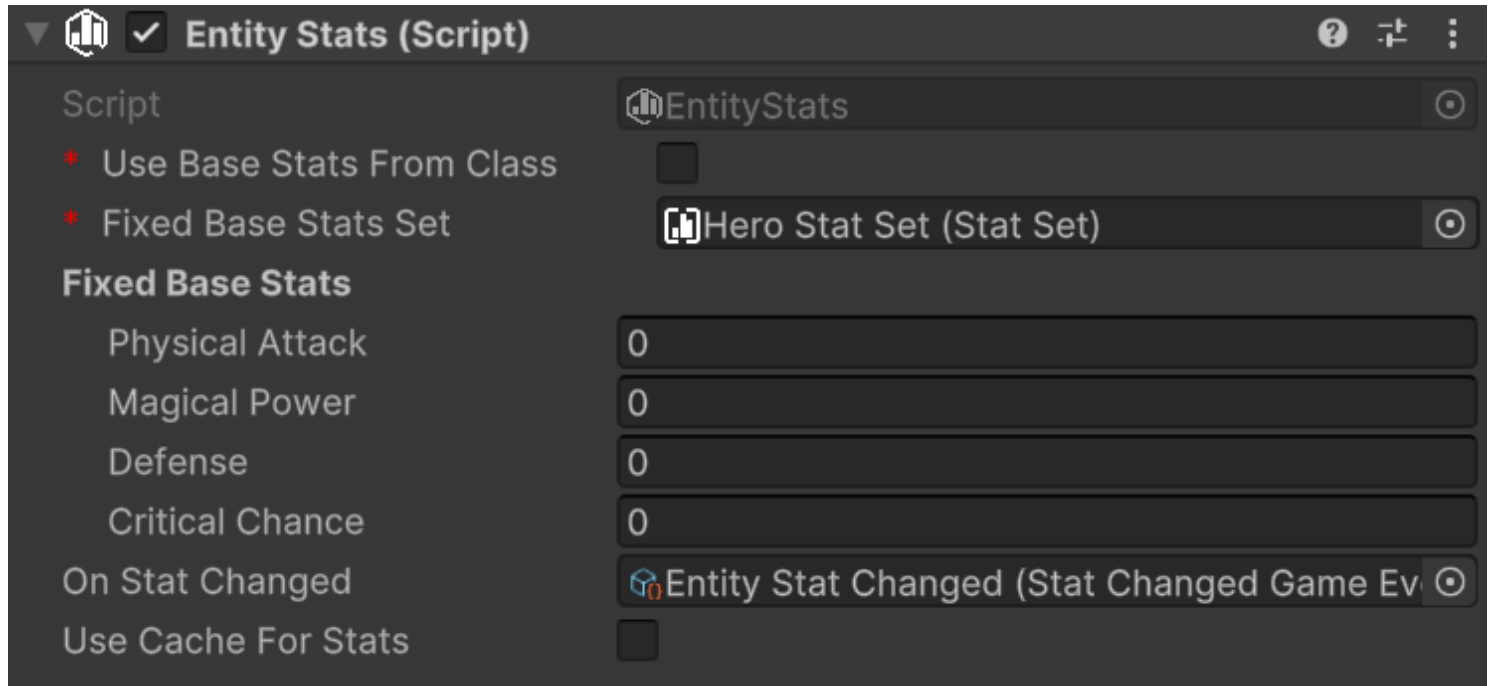 Entity Stats (Script)
Script EntityStats
* Use Base Stats From Class
* Fixed Base Stats Set Hero Stat Set (Stat Set)
Fixed Base Stats
Physical Attack 0
Magical Power 0
Defense 0
Critical Chance 0
On Stat Changed Entity Stat Changed (Stat Changed Game Ev
Use Cache For Stats